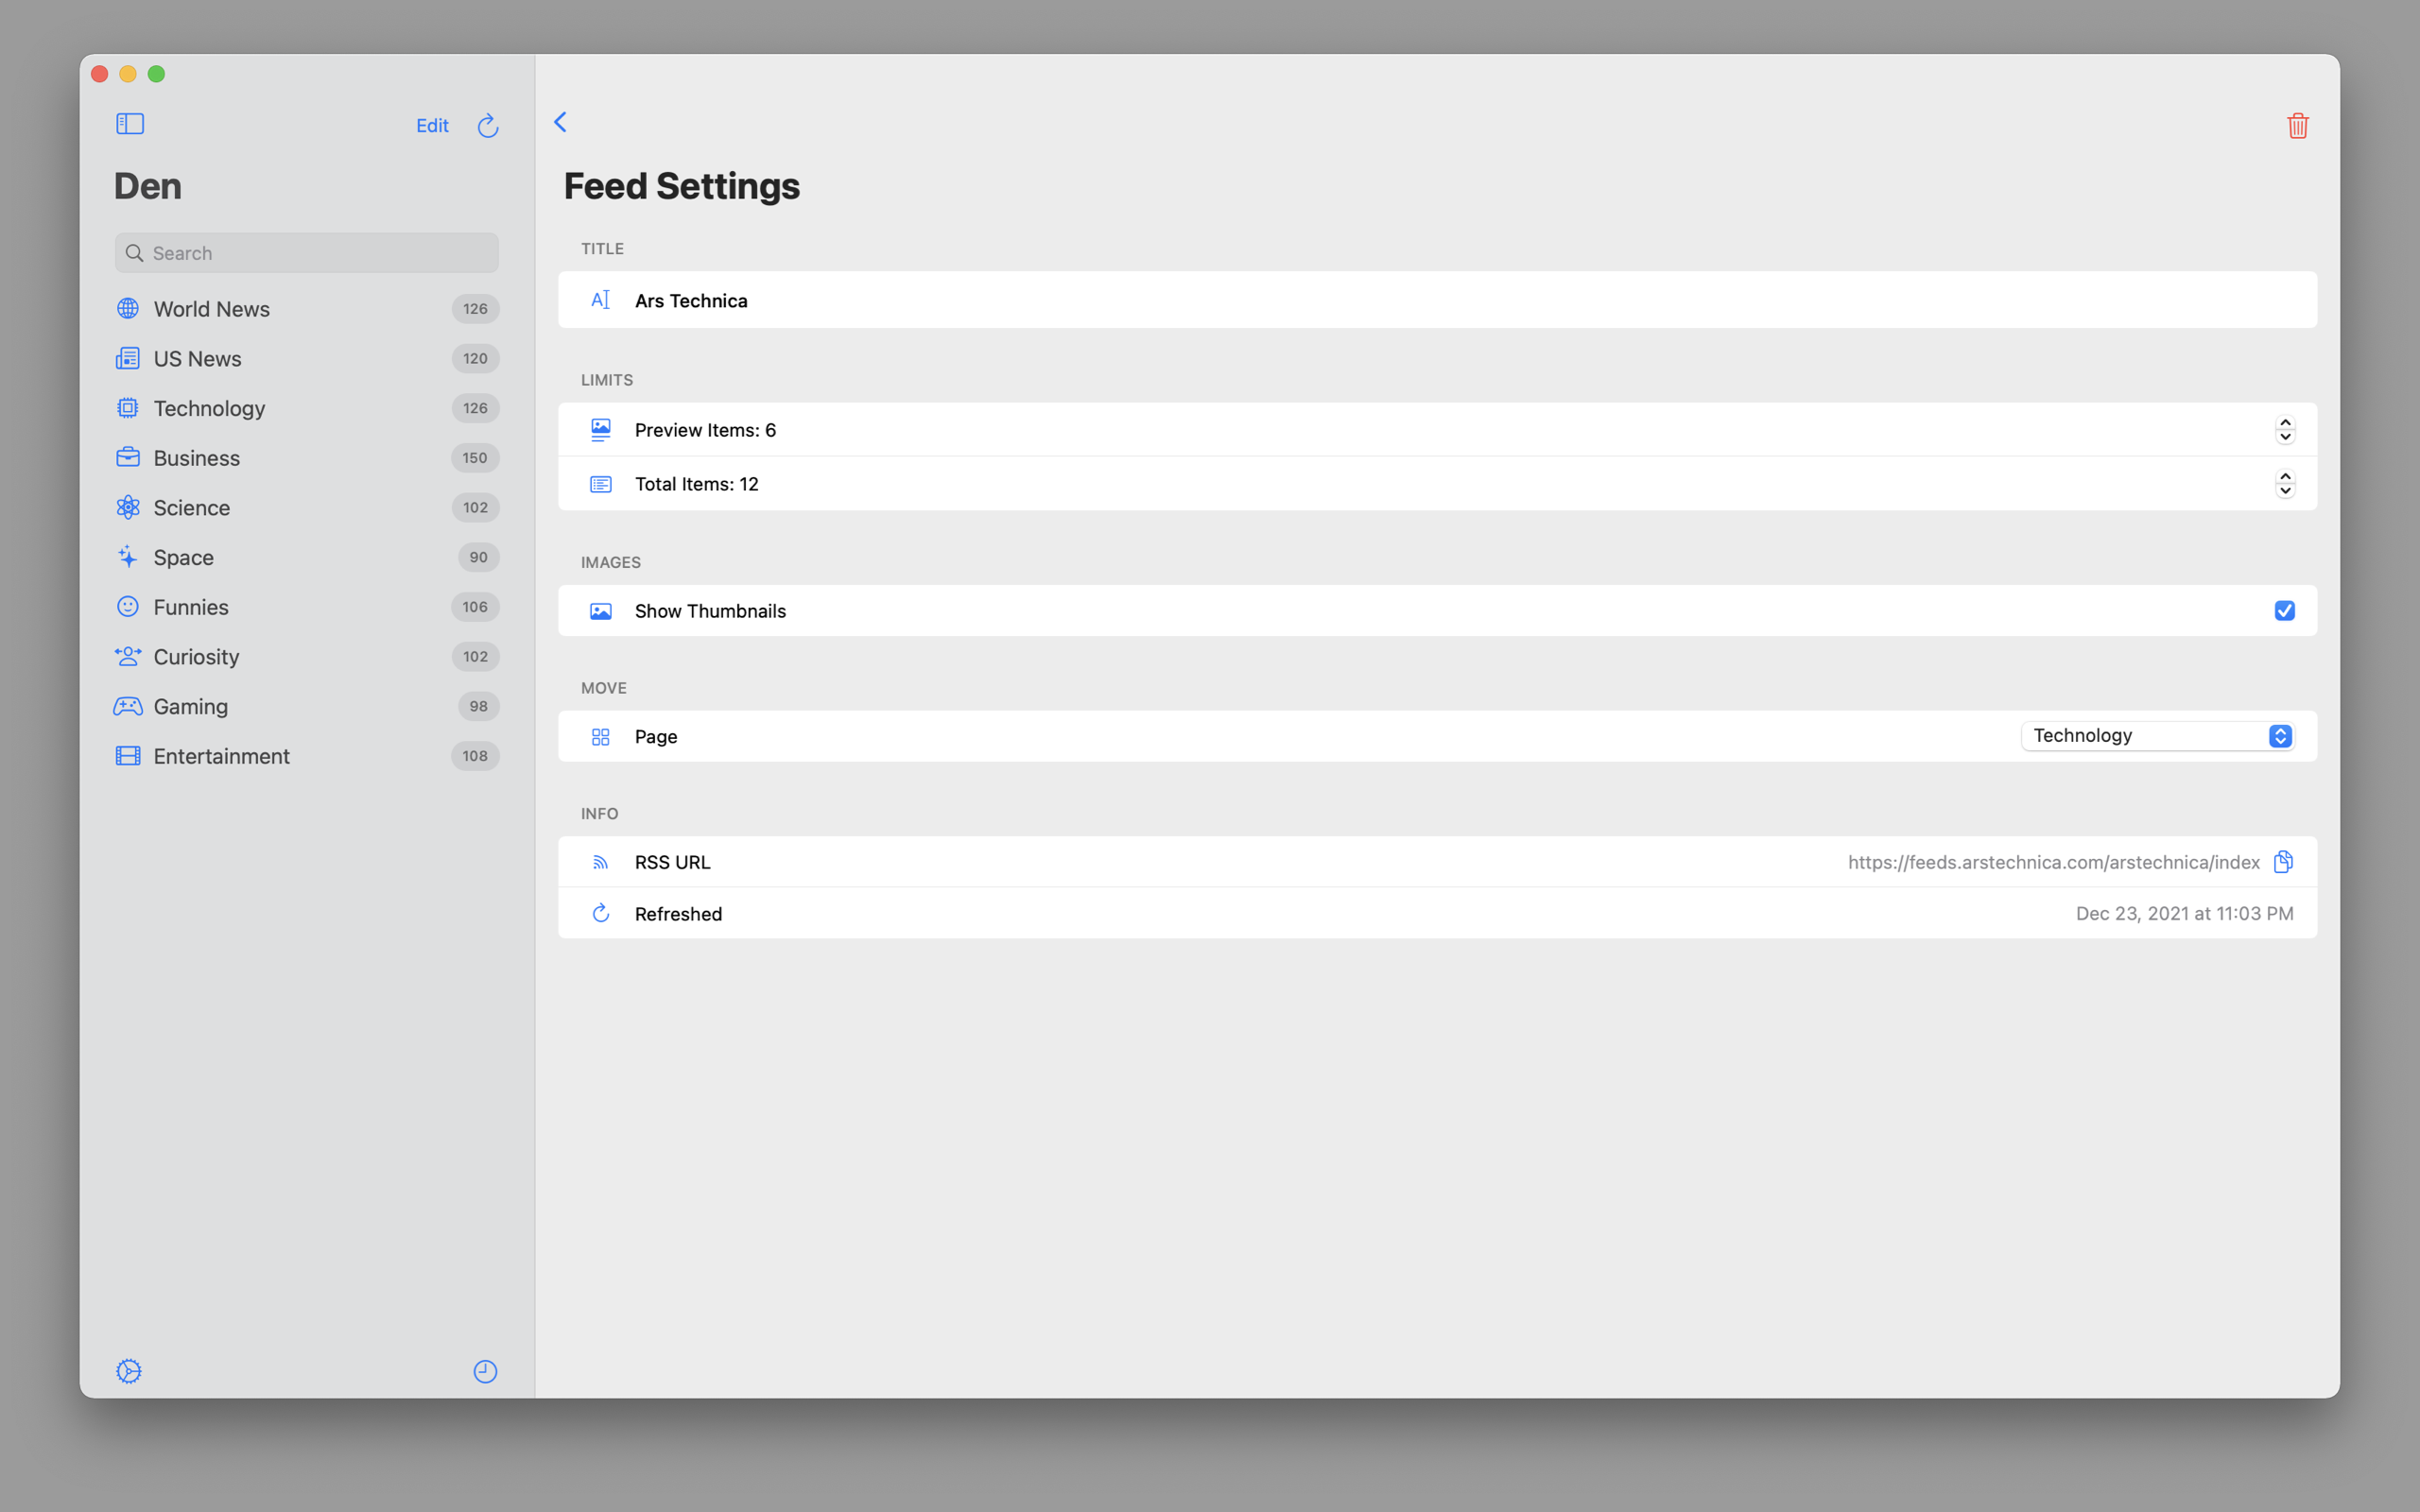 Edit
Den
Search
World News 126
US News 120
Technology 126
Business 150
Science 102
Space 90
Funnies 106
Curiosity 102
Gaming 98
Entertainment 108
Feed Settings
TITLE
Ars Technica
LIMITS
Preview Items: 6
Total Items: 12
IMAGES
Show Thumbnails
MOVE
Page Technology
INFO
RSS URL https://feeds.arstechnica.com/arstechnica/index
Refreshed Dec 23, 2021 at 11:03 PM